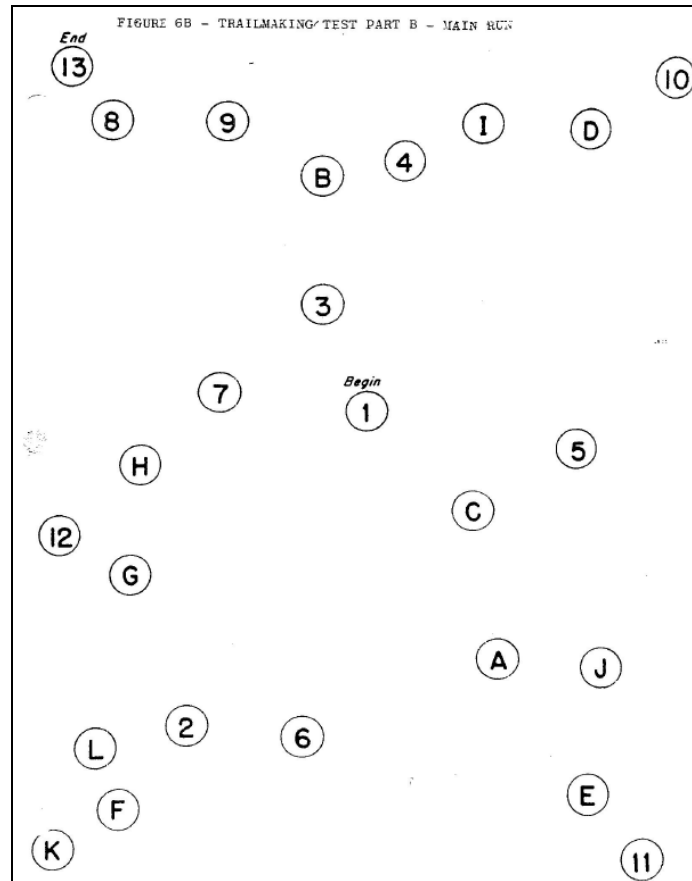 FIGURE 6B - TRAILMAKING TEST PART B - MAIN RUN
End
13
10
8
9
I
D
4
B
3
7
Begin
1
5
H
C
12
G
A
J
2
6
L
E
F
K
11